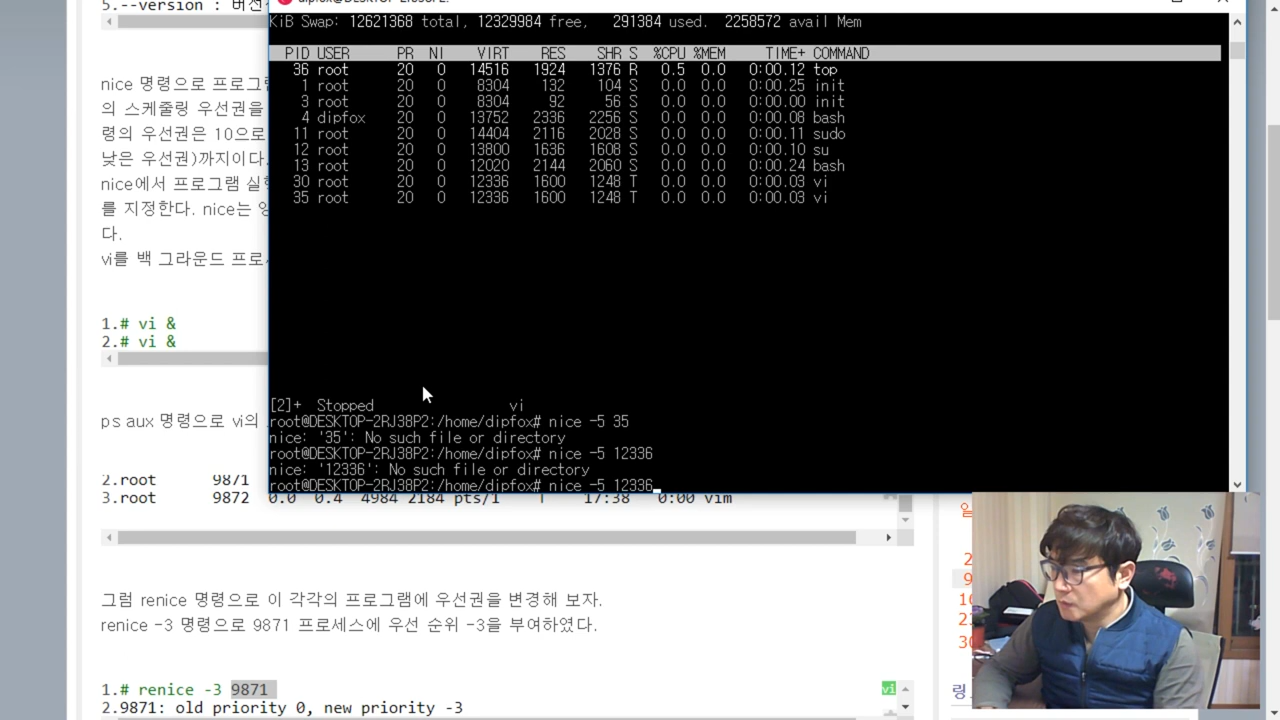 5.--version : 버전
KiB Swap: 12621368 total, 12329984 free, 291384 used. 2258572 avail Mem
PID USER PR NI VIRT RES SHR S %CPU %MEM TIME+ COMMAND
36 root 20 0 14516 1924 1376 R 0.5 0.0 0:00.12 top
1 root 20 0 8304 132 104 S 0.0 0.0 0:00.25 init
3 root 20 0 8304 92 56 S 0.0 0.0 0:00.00 init
4 dipfox 20 0 13752 2336 2256 S 0.0 0.0 0:00.08 bash
11 root 20 0 14404 2116 2028 S 0.0 0.0 0:00.11 sudo
12 root 20 0 13800 1636 1608 S 0.0 0.0 0:00.10 su
13 root 20 0 12020 2144 2060 S 0.0 0.0 0:00.24 bash
30 root 20 0 12336 1600 1248 T 0.0 0.0 0:00.03 vi
35 root 20 0 12336 1600 1248 T 0.0 0.0 0:00.03 vi
[2]+ Stopped vi
root@DESKTOP-2RJ38P2:/home/dipfox# nice -5 35
nice: '35': No such file or directory
root@DESKTOP-2RJ38P2:/home/dipfox# nice -5 12336
nice: '12336': No such file or directory
root@DESKTOP-2RJ38P2:/home/dipfox# nice -5 12336
nice 명령으로
의 스케줄링 우선권을
령의 우선권은 10으로
낮은 우선권)까지이다.
nice에서 프로그램
를 지정한다. nice는
다.
vi를 백 그라운드
1.# vi &
2.# vi &
ps aux 명령으로 vi의
2.root 9871
3.root 9872 0.0 0.4 4984 2184 pts/1 T 17:38 0:00 vim
그럼 renice 명령으로 이 각각의 프로그램에 우선권을 변경해 보자.
renice -3 명령으로 9871 프로세스에 우선 순위 -3을 부여하였다.
1.# renice -3 9871
vi
2.9871: old priority 0, new priority -3
일
2
9
링